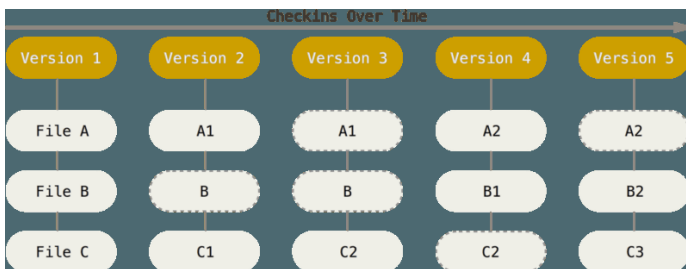 Checkins Over Time
Version 1 Version 2 Version 3 Version 4 Version 5
File A A1 A1 A2 A2
File B B B B1 B2
File C C1 C2 C2 C3